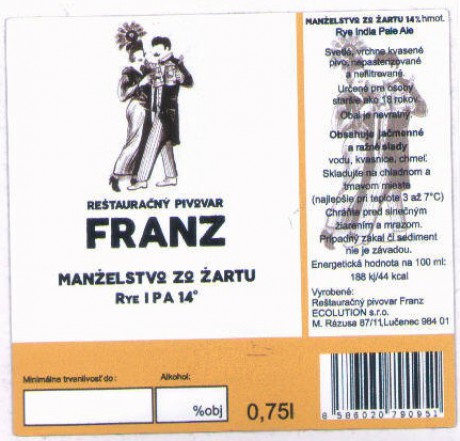 REŠTAURAČNÝ PIVOVAR
FRANZ
MANŽELSTVO ZO ŽARTU
RYE IPA 14°
MANŽELSTVO ZO ŽARTU 14% hmot.
Rye India Pale Ale
Svetlé, vrchne kvasené
pivo, nepasterizované
a nefiltrované.
Určené pre osoby
staršie ako 18 rokov.
Obal je nevratný.
Obsahuje jačmenné
a ražné slady
vodu, kvasnice, chmeľ.
Skladujte na chladnom a
tmavom mieste
(najlepšie pri teplote 3 až 7°C)
Chráňte pred slnečným
žiarením a mrazom.
Prípadný zákal či sediment
nie je závadou.
Energetická hodnota na 100 ml:
188 kj/44 kcal
Vyrobené:
Reštauračný pivovar Franz
ECOLUTION s.r.o.
M. Rázusa 87/11,Lučenec 984 01
Minimálne trvenlivosť do:
Alkohol:
%obj
0,75l
8 586020 790951